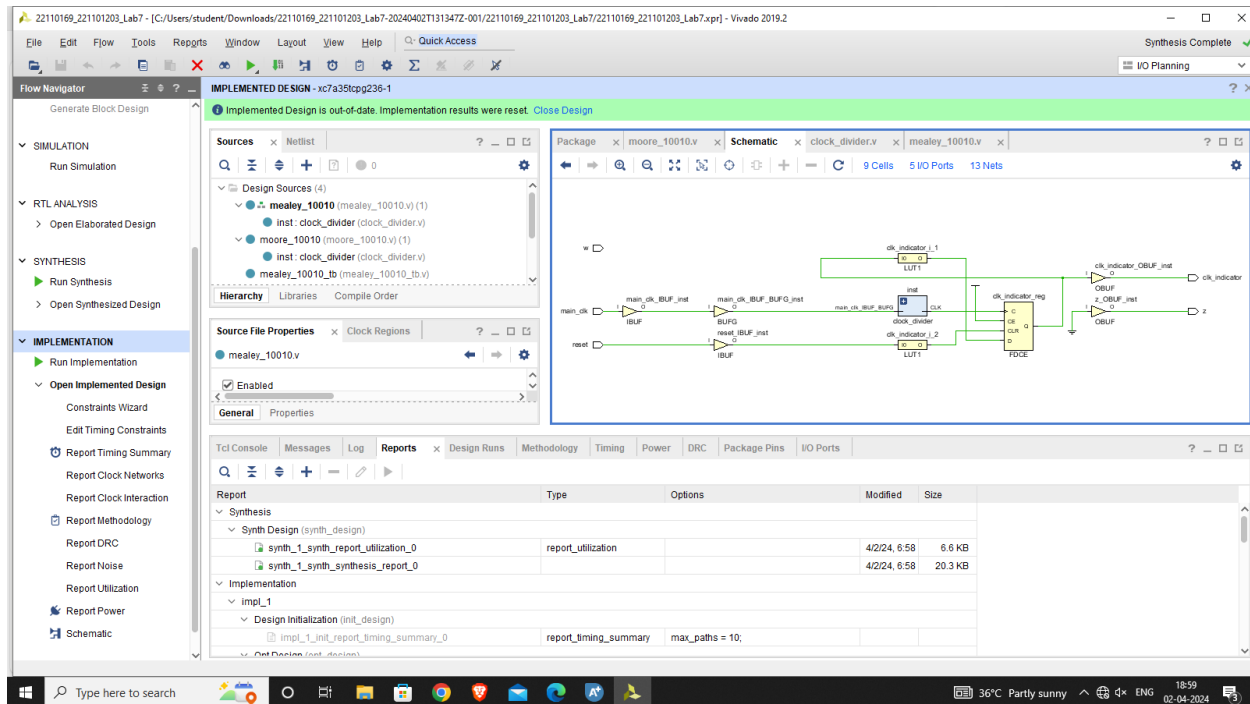 22110169_221101203_Lab7 - [C:/Users/student/Downloads/22110169_221101203_Lab7-20240402T131347Z-001/22110169_221101203_Lab7/22110169_221101203_Lab7.xpr] - Vivado 2019.2
File Edit Flow Tools Reports Window Layout View Help Quick Access Synthesis Complete
I/O Planning
Flow Navigator
Generate Block Design
SIMULATION
Run Simulation
RTL ANALYSIS
Open Elaborated Design
SYNTHESIS
Run Synthesis
Open Synthesized Design
IMPLEMENTATION
Run Implementation
Open Implemented Design
Constraints Wizard
Edit Timing Constraints
Report Timing Summary
Report Clock Networks
Report Clock Interaction
Report Methodology
Report DRC
Report Noise
Report Utilization
Report Power
Schematic
IMPLEMENTED DESIGN - xc7a35tcpg236-1
Implemented Design is out-of-date. Implementation results were reset. Close Design
Sources Netlist
0
Design Sources (4)
mealey_10010 (mealey_10010.v) (1)
inst : clock_divider (clock_divider.v)
moore_10010 (moore_10010.v) (1)
inst : clock_divider (clock_divider.v)
mealey_10010_tb (mealey_10010_tb.v)
Hierarchy Libraries Compile Order
Source File Properties Clock Regions
mealey_10010.v
Enabled
General Properties
Package moore_10010.v Schematic clock_divider.v mealey_10010.v
9 Cells 5 I/O Ports 13 Nets
w
clk_indicator_i_1
I0 O
LUT1
clk_indicator_OBUF_inst
I O
OBUF
clk_indicator
main_clk
main_clk_IBUF_inst
I O
IBUF
main_clk_IBUF_BUFG_inst
I O
BUFG
inst
main_clk_IBUF_BUFG CLK
clock_divider
clk_indicator_reg
C
CE
CLR
D
Q
FDCE
z_OBUF_inst
I O
OBUF
z
reset
reset_IBUF_inst
I O
IBUF
clk_indicator_i_2
I0 O
LUT1
Tcl Console Messages Log Reports Design Runs Methodology Timing Power DRC Package Pins I/O Ports
Report Type Options Modified Size
Synthesis
Synth Design (synth_design)
synth_1_synth_report_utilization_0 report_utilization 4/2/24, 6:58 6.6 KB
synth_1_synth_synthesis_report_0 4/2/24, 6:58 20.3 KB
Implementation
impl_1
Design Initialization (init_design)
impl_1_init_report_timing_summary_0 report_timing_summary max_paths = 10;
Opt Design (opt_design)
Type here to search
36°C Partly sunny ENG
18:59
02-04-2024
3